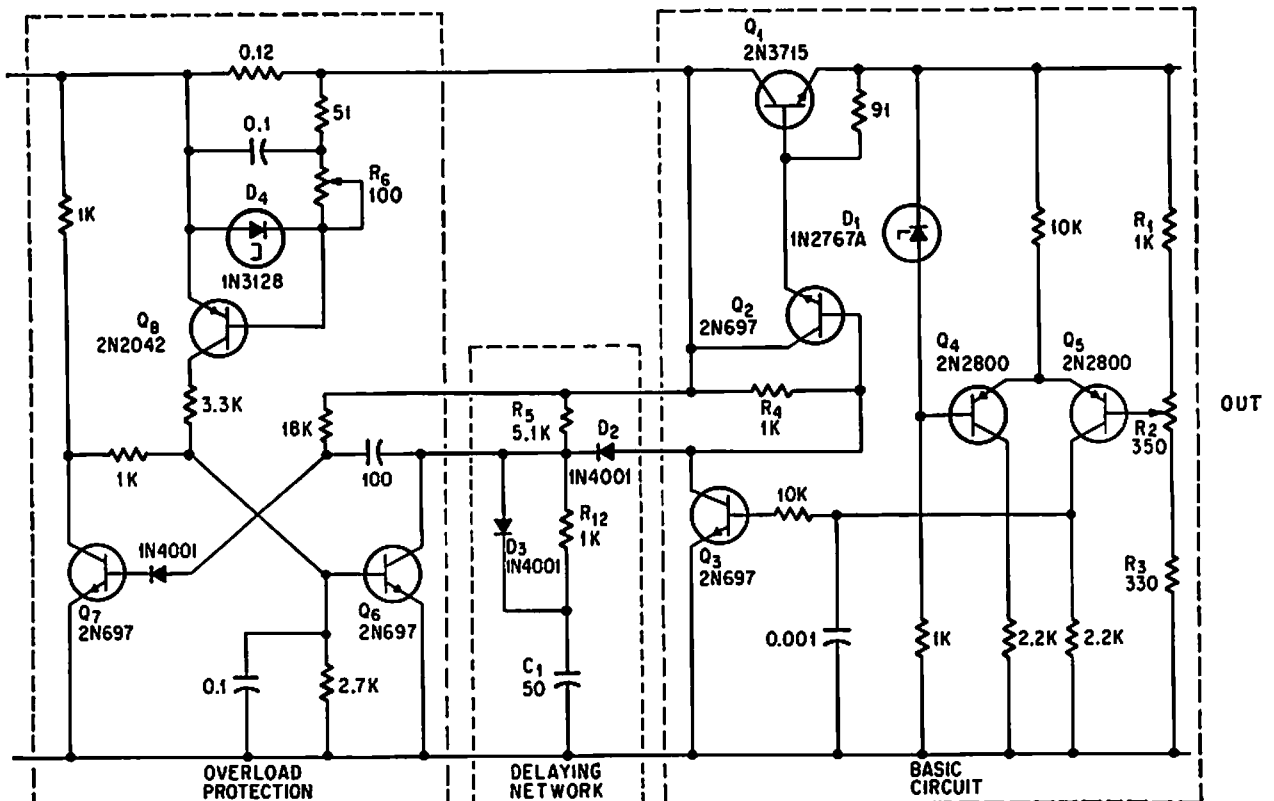 0.12
51
0.1
R6
100
1K
D4
1N3128
Q8
2N2042
3.3K
18K
1K
100
1N4001
Q7
2N697
Q6
2N697
0.1
2.7K
OVERLOAD
PROTECTION
R5
5.1K
D2
1N4001
R12
1K
D3
1N4001
C1
50
DELAYING
NETWORK
Q1
2N3715
91
D1
1N2767A
10K
R1
1K
Q2
2N697
Q4
2N2800
Q5
2N2800
R4
1K
R2
350
OUT
10K
Q3
2N697
R3
330
0.001
1K
2.2K
2.2K
BASIC
CIRCUIT